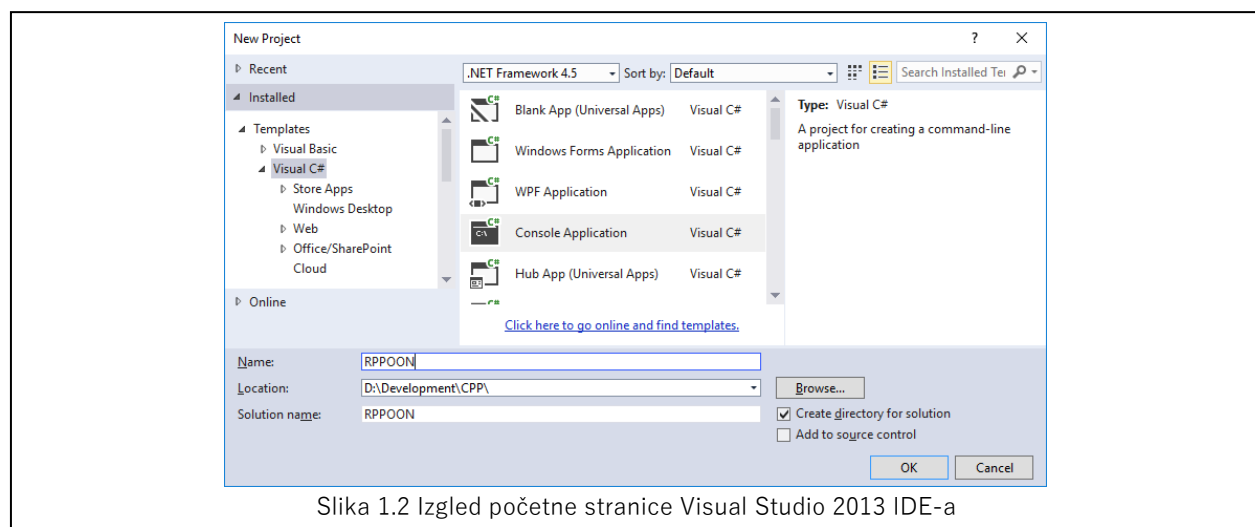 New Project
Recent
Installed
Templates
Visual Basic
Visual C#
Store Apps
Windows Desktop
Web
Office/SharePoint
Cloud
Online
.NET Framework 4.5
Sort by: Default
Search Installed Te
C# Blank App (Universal Apps) Visual C#
C# Windows Forms Application Visual C#
C# WPF Application Visual C#
C# C:\ Console Application Visual C#
C# Hub App (Universal Apps) Visual C#
Click here to go online and find templates.
Type: Visual C#
A project for creating a command-line
application
Name: RPPOON
Location: D:\Development\CPP\
Browse...
Solution name: RPPOON
Create directory for solution
Add to source control
OK Cancel
Slika 1.2 Izgled početne stranice Visual Studio 2013 IDE-a